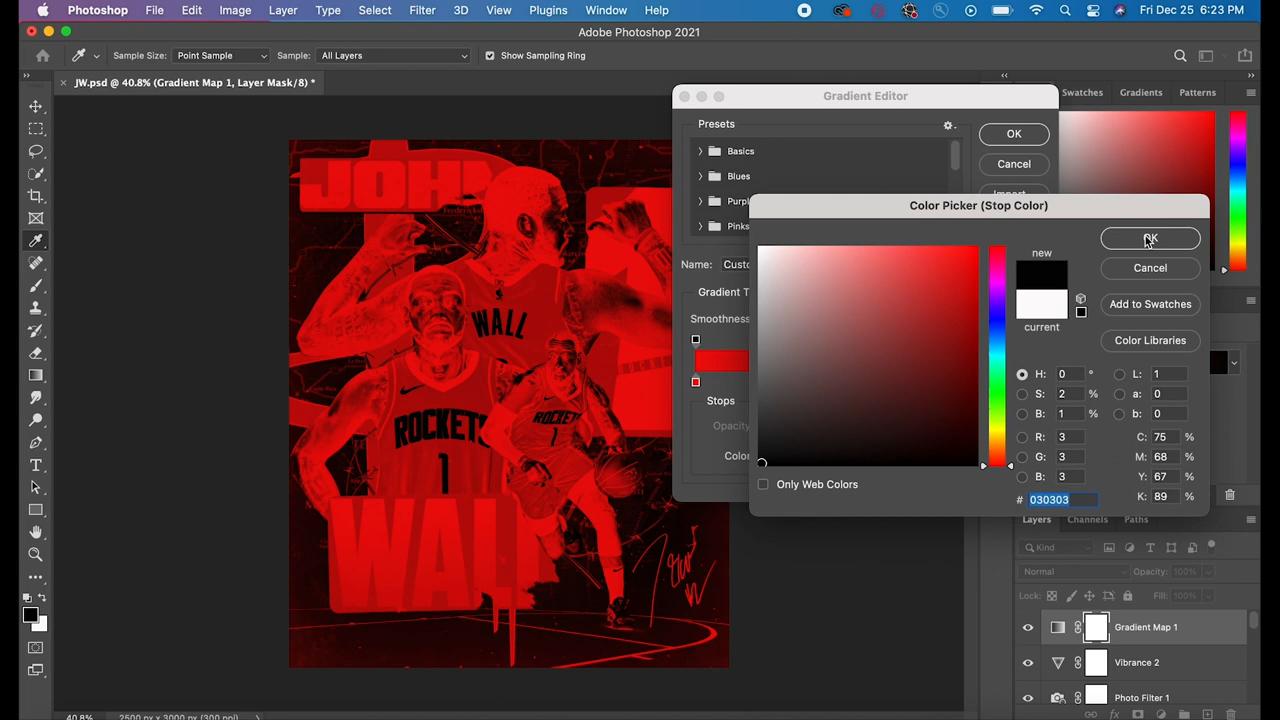 Photoshop File Edit Image Layer Type Select Filter 3D View Plugins Window Help Fri Dec 25 6:23 PM
Adobe Photoshop 2021
Sample Size: Point Sample Sample: All Layers Show Sampling Ring
JW.psd @ 40.8% (Gradient Map 1, Layer Mask/8) *
Swatches Gradients Patterns
Gradient Editor
Presets
Basics
Blues
Pinks
OK
Cancel
Import...
Name:
Smoothness
Stops
Opacity
Color Picker (Stop Color)
new
current
OK
Cancel
Add to Swatches
Color Libraries
H: 0 °
S: 2 %
B: 1 %
R: 3
G: 3
B: 3
L: 1
a: 0
b: 0
C: 75 %
M: 68 %
Y: 67 %
K: 89 %
# 030303
Only Web Colors
JOHN
WALL
ROCKETS
1
ROCKETS
1
WALL
Layers Channels Paths
Kind
Normal Opacity: 100%
Lock: Fill: 100%
Gradient Map 1
Vibrance 2
Photo Filter 1
40.8% 2500 px x 3000 px (300 ppi)